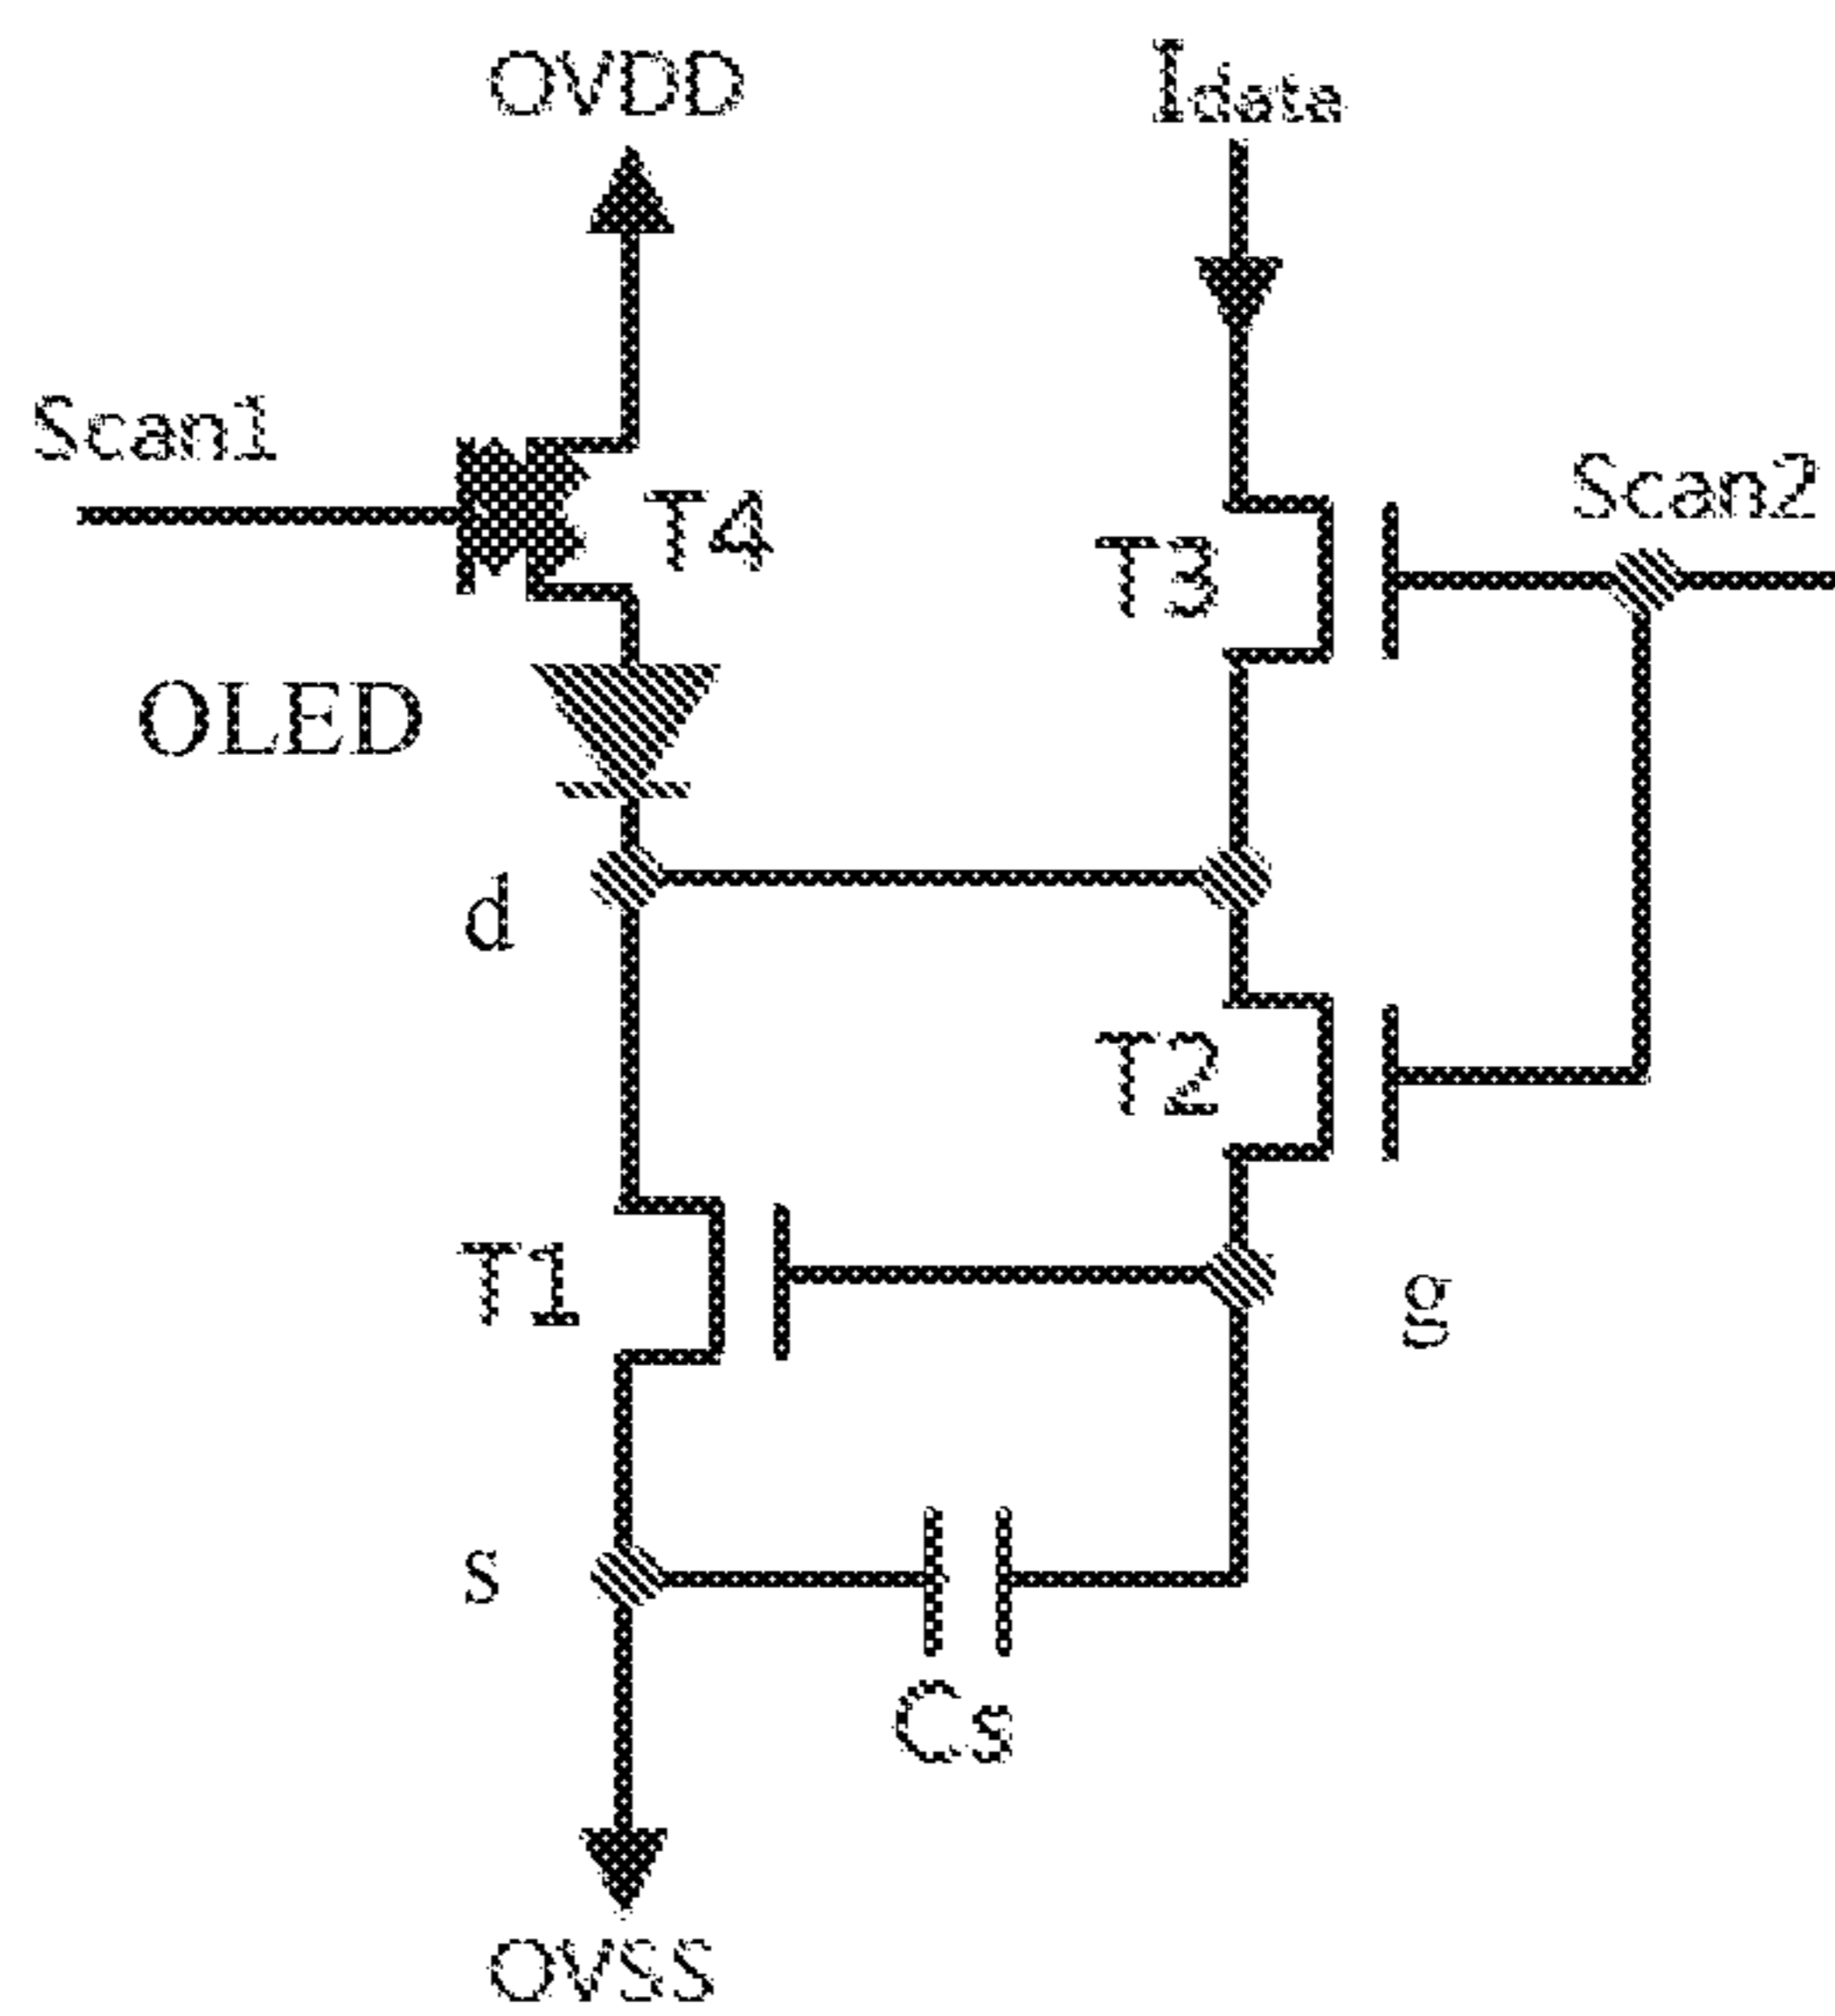 OVDD
Idata
Scan1
Scan2
T4
T3
OLED
d
T2
T1
g
s
Cs
OVSS